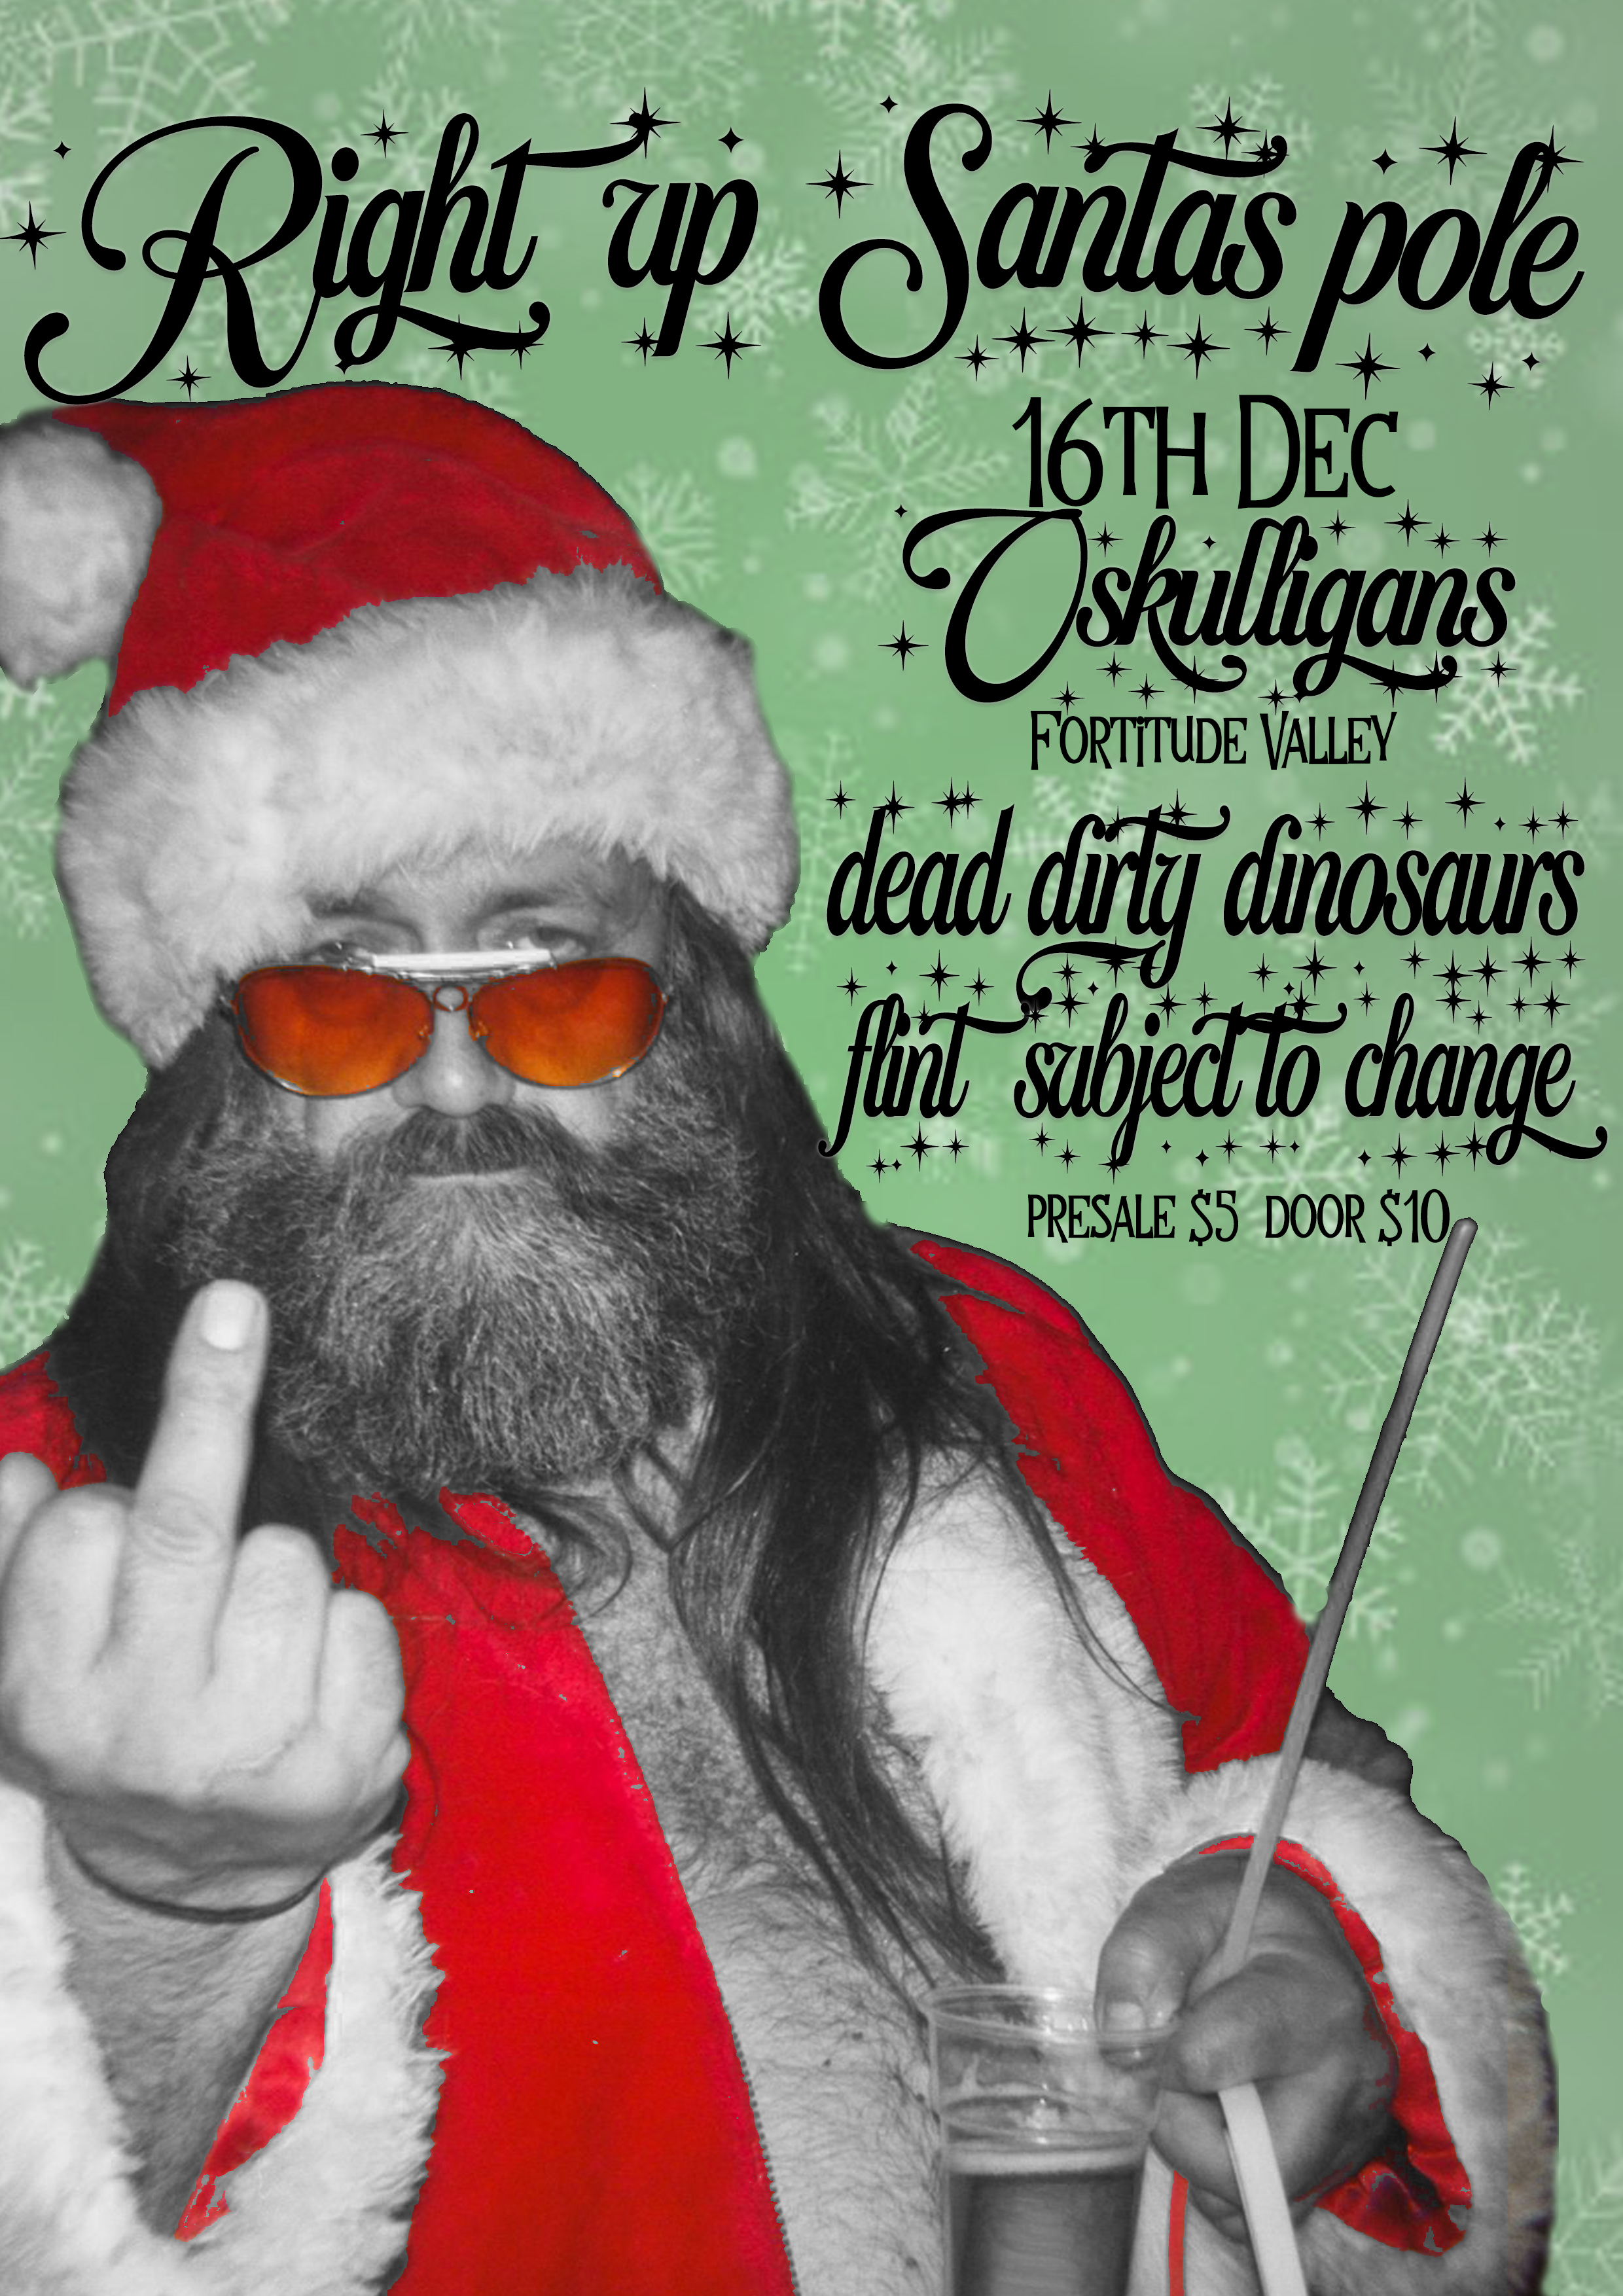 Right up Santas pole
16TH DEC
Oskulligans
FORTITUDE VALLEY
dead dirty dinosaurs
flint subject to change
PRESALE $5 DOOR $10